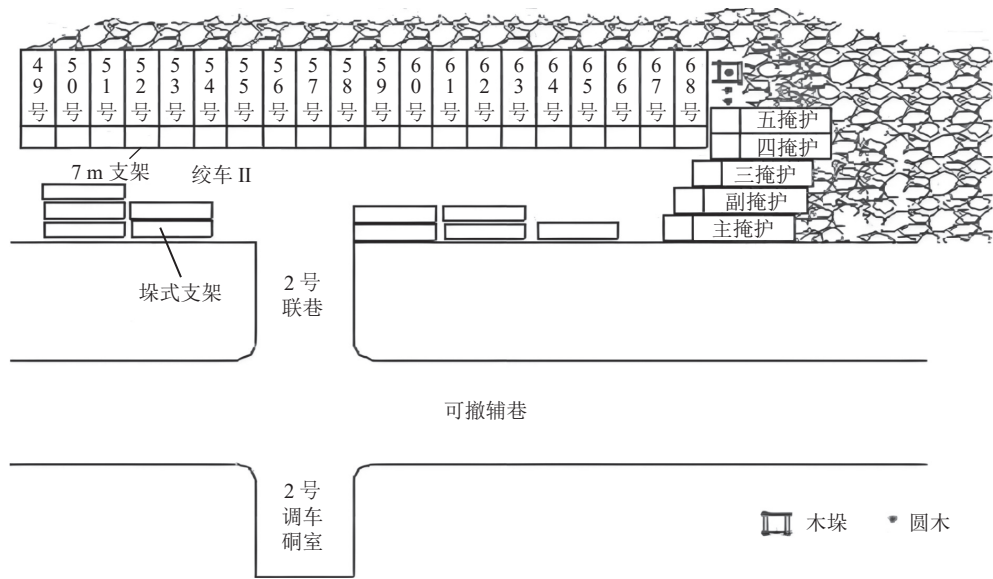 49号
50号
51号
52号
53号
54号
55号
56号
57号
58号
59号
60号
61号
62号
63号
64号
65号
66号
67号
68号
五掩护
四掩护
三掩护
副掩护
主掩护
7 m 支架
绞车 II
垛式支架
2 号
联巷
可撤辅巷
2 号
调车
硐室
木垛
圆木